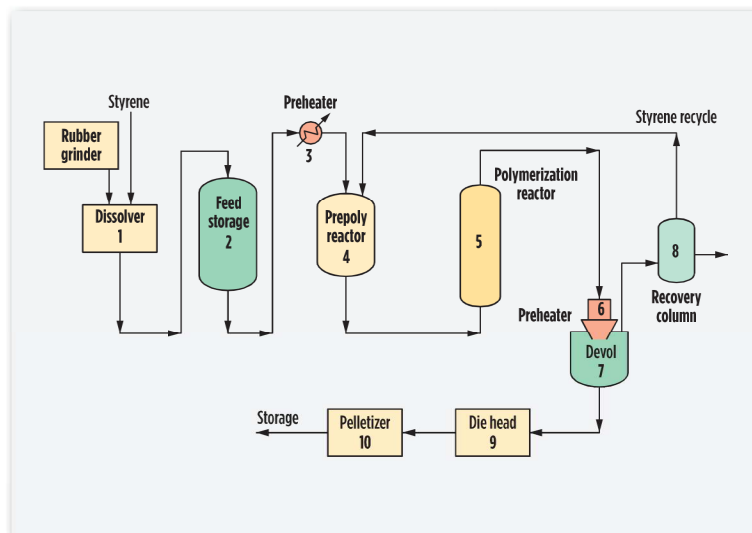 Styrene
Rubber
grinder
Dissolver
1
Feed
storage
2
Preheater
3
Prepoly
reactor
4
Polymerization
reactor
5
Styrene recycle
8
Recovery
column
Preheater
6
Devol
7
Die head
9
Pelletizer
10
Storage